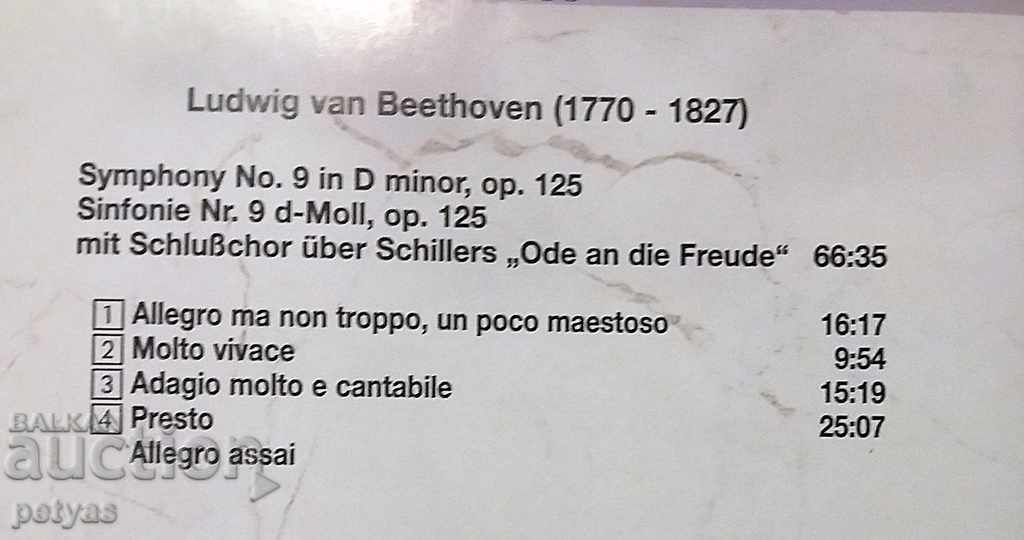 Ludwig van Beethoven (1770 - 1827)
Symphony No. 9 in D minor, op. 125
Sinfonie Nr. 9 d-Moll, op. 125
mit Schlußchor über Schillers „Ode an die Freude“ 66:35
1 Allegro ma non troppo, un poco maestoso 16:17
2 Molto vivace 9:54
3 Adagio molto e cantabile 15:19
4 Presto 25:07
Allegro assai
BALKAN
auction
petyas